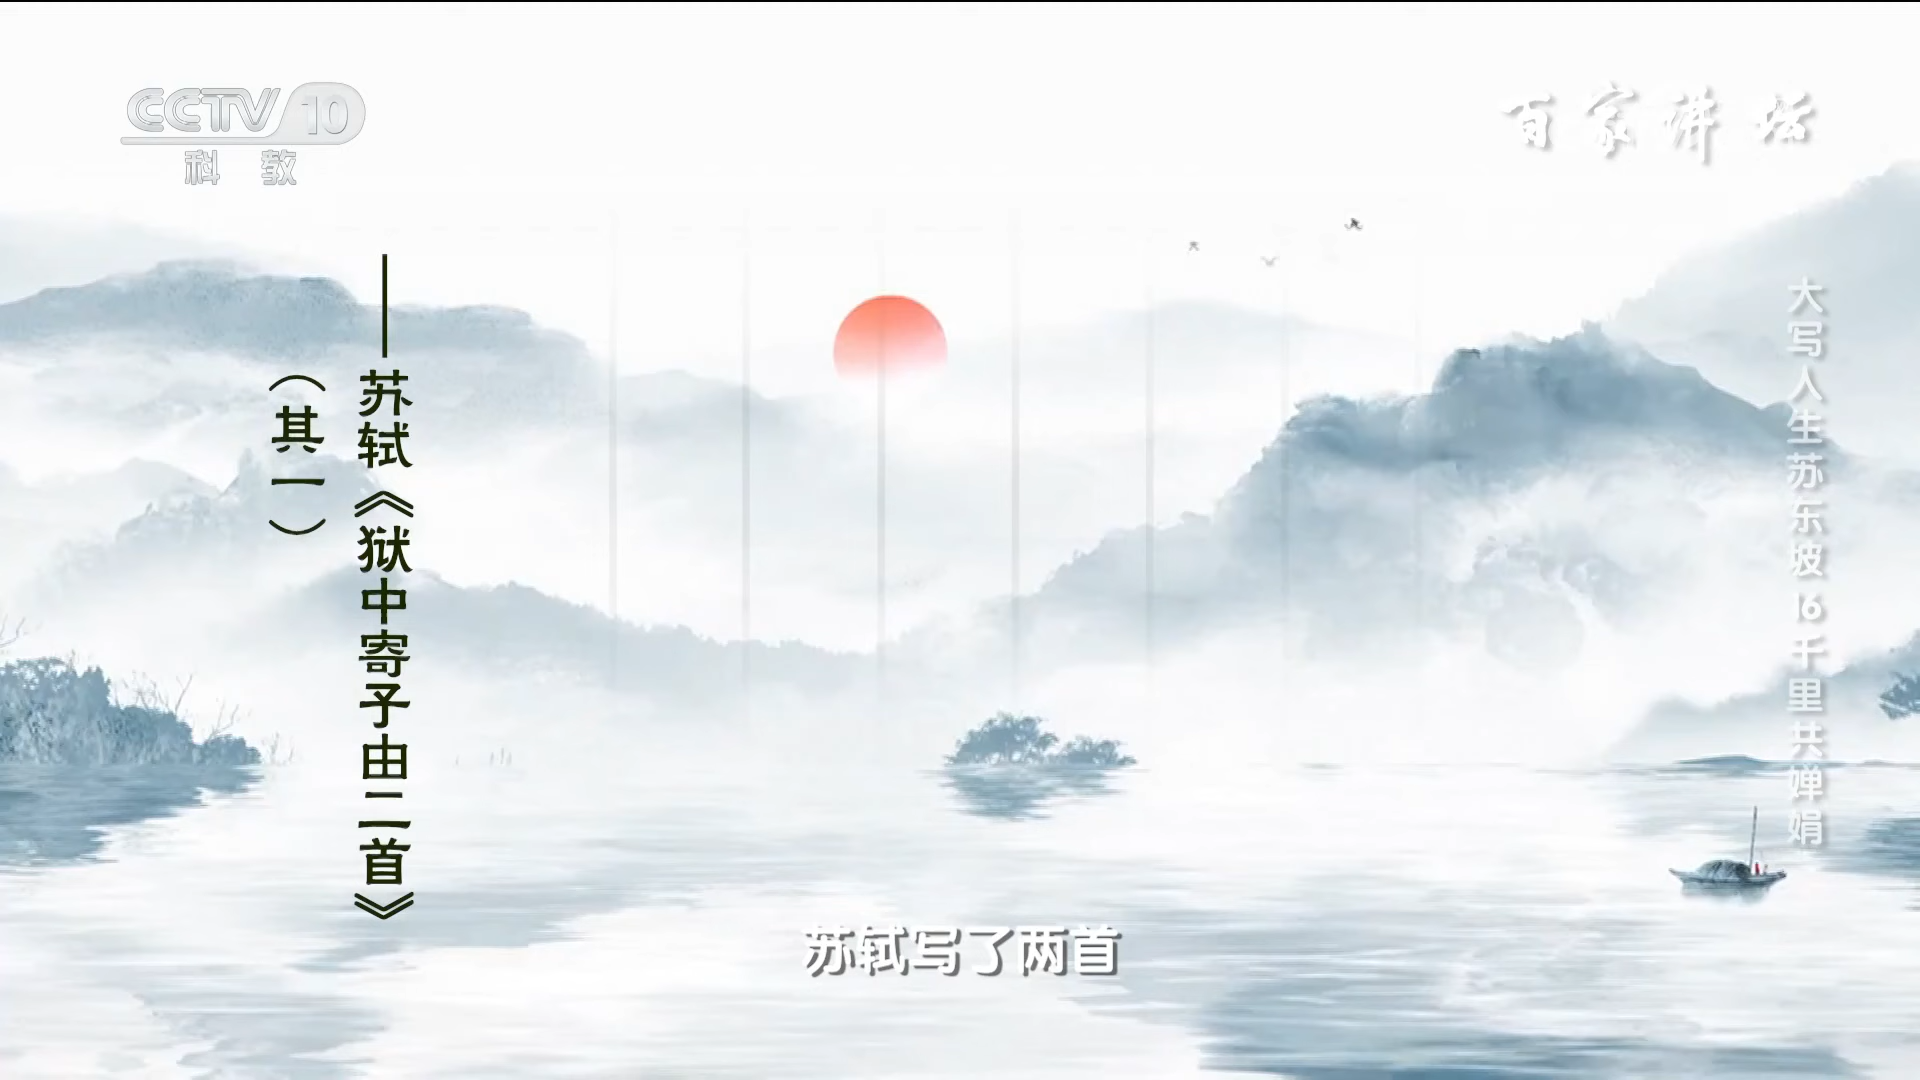 CCTV 10
科 教
百家讲坛
大写人生苏东坡16千里共婵娟
——苏轼《狱中寄子由二首》
（其一）
苏轼写了两首